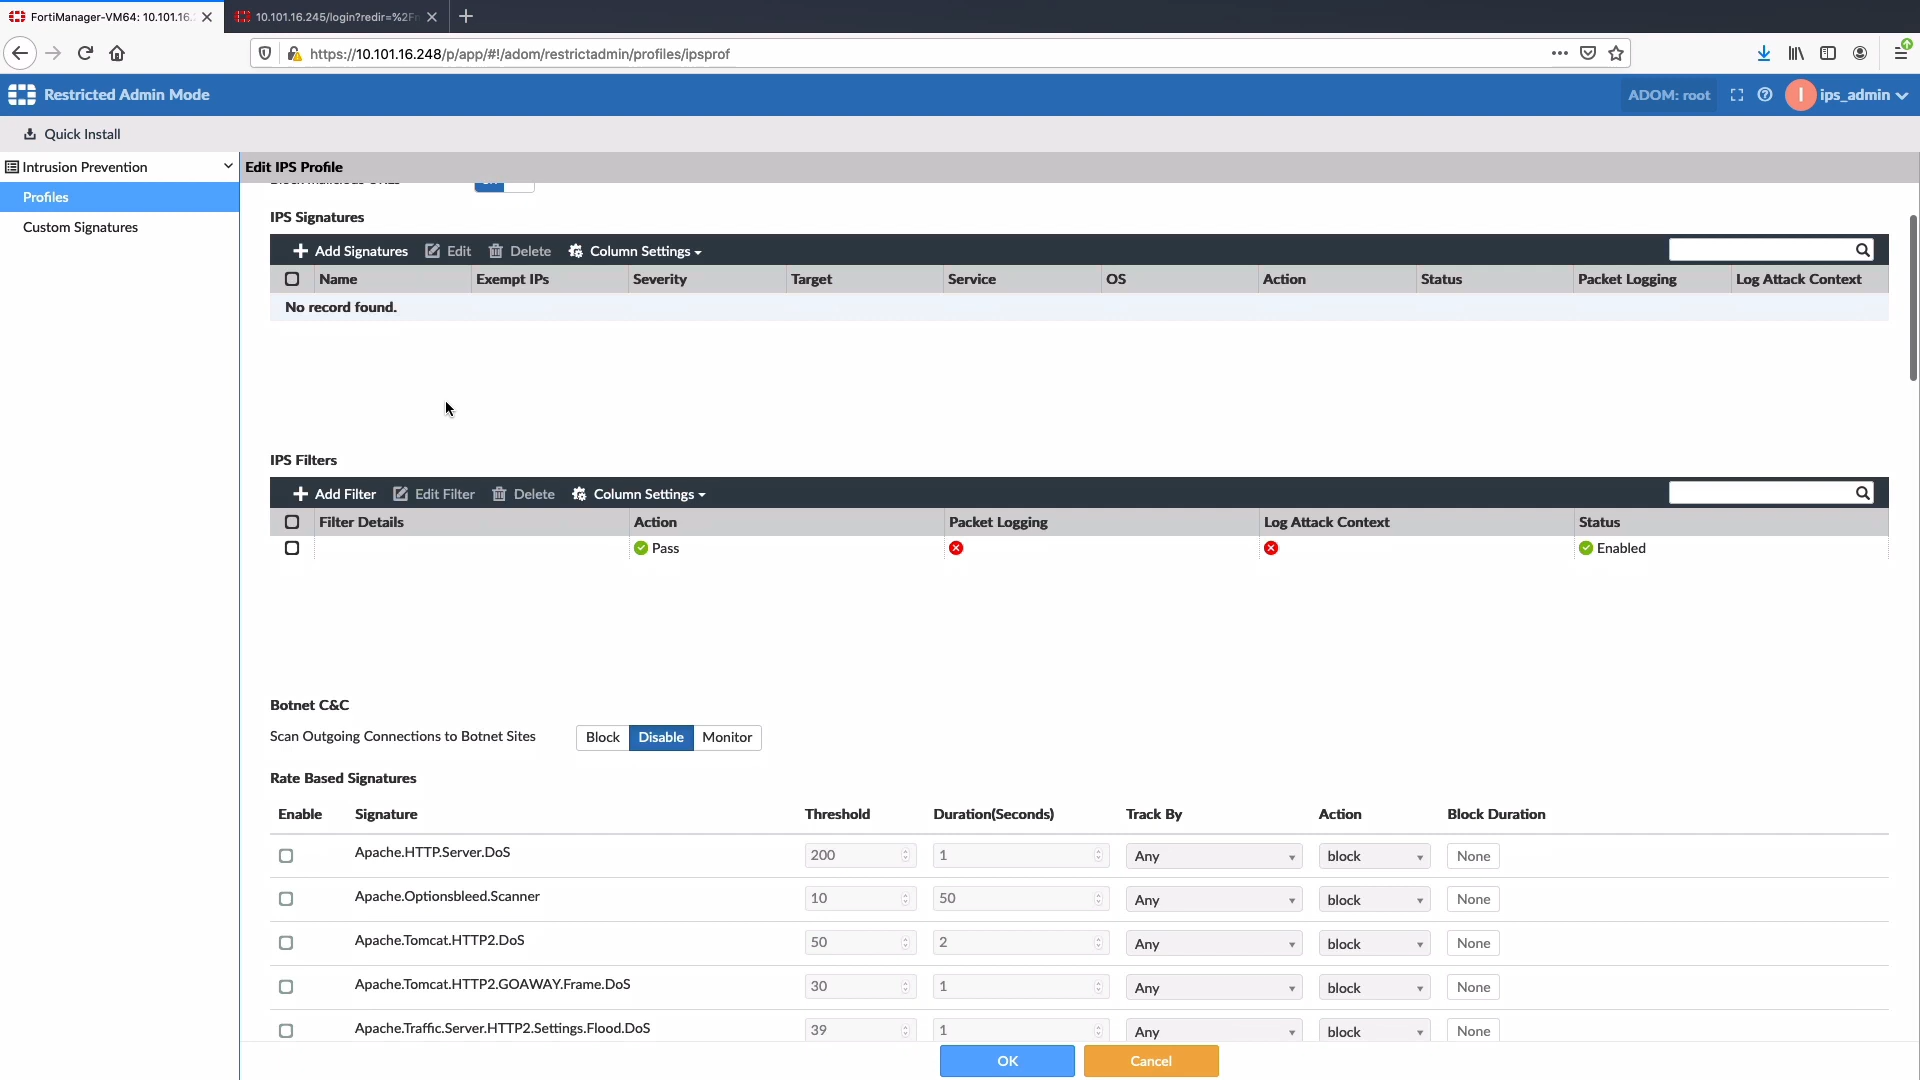 FortiManager-VM64: 10.101.16.
10.101.16.245/login?redir=%2F
https://10.101.16.248/p/app/#!/adom/restrictadmin/profiles/ipsprof
Restricted Admin Mode
ADOM: root
I
ips_admin
Quick Install
Intrusion Prevention
Profiles
Custom Signatures
Edit IPS Profile
IPS Signatures
Add Signatures Edit Delete Column Settings
Name Exempt IPs Severity Target Service OS Action Status Packet Logging Log Attack Context
No record found.
IPS Filters
Add Filter Edit Filter Delete Column Settings
Filter Details Action Packet Logging Log Attack Context Status
Pass Enabled
Botnet C&C
Scan Outgoing Connections to Botnet Sites Block Disable Monitor
Rate Based Signatures
Enable Signature Threshold Duration(Seconds) Track By Action Block Duration
Apache.HTTP.Server.DoS 200 1 Any block None
Apache.Optionsbleed.Scanner 10 50 Any block None
Apache.Tomcat.HTTP2.DoS 50 2 Any block None
Apache.Tomcat.HTTP2.GOAWAY.Frame.DoS 30 1 Any block None
Apache.Traffic.Server.HTTP2.Settings.Flood.DoS 39 1 Any block None
OK Cancel